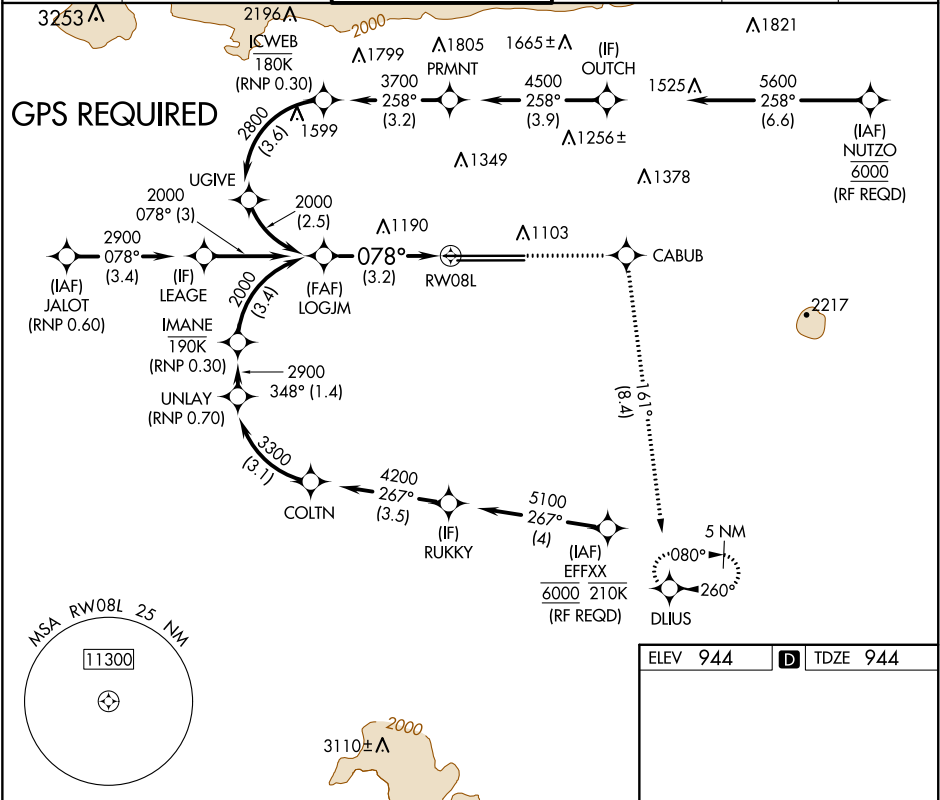 3253
2196
2000
1821
ICWEB
180K
(RNP 0.30)
1799
1805
1665±
(IF)
OUTCH
PRMNT
3700
258°
(3.2)
4500
258°
(3.9)
1525
5600
258°
(6.6)
GPS REQUIRED
2800
(3.6)
1599
1256±
(IAF)
NUTZO
6000
(RF REQD)
1349
1378
UGIVE
2000
078° (3)
2000
(2.5)
1190
1103
2900
078°
(3.4)
078°
(3.2)
CABUB
(IAF)
JALOT
(RNP 0.60)
(IF)
LEAGE
(FAF)
LOGJM
RW08L
2000
(3.4)
2217
IMANE
190K
(RNP 0.30)
2900
348° (1.4)
UNLAY
(RNP 0.70)
161°
(8.4)
3300
(3.1)
COLTN
4200
267°
(3.5)
(IF)
RUKKY
5100
267°
(4)
(IAF)
EFFXX
6000 210K
(RF REQD)
5 NM
080°
260°
DLIUS
MSA RW08L 25 NM
11300
ELEV 944 D TDZE 944
2000
3110±